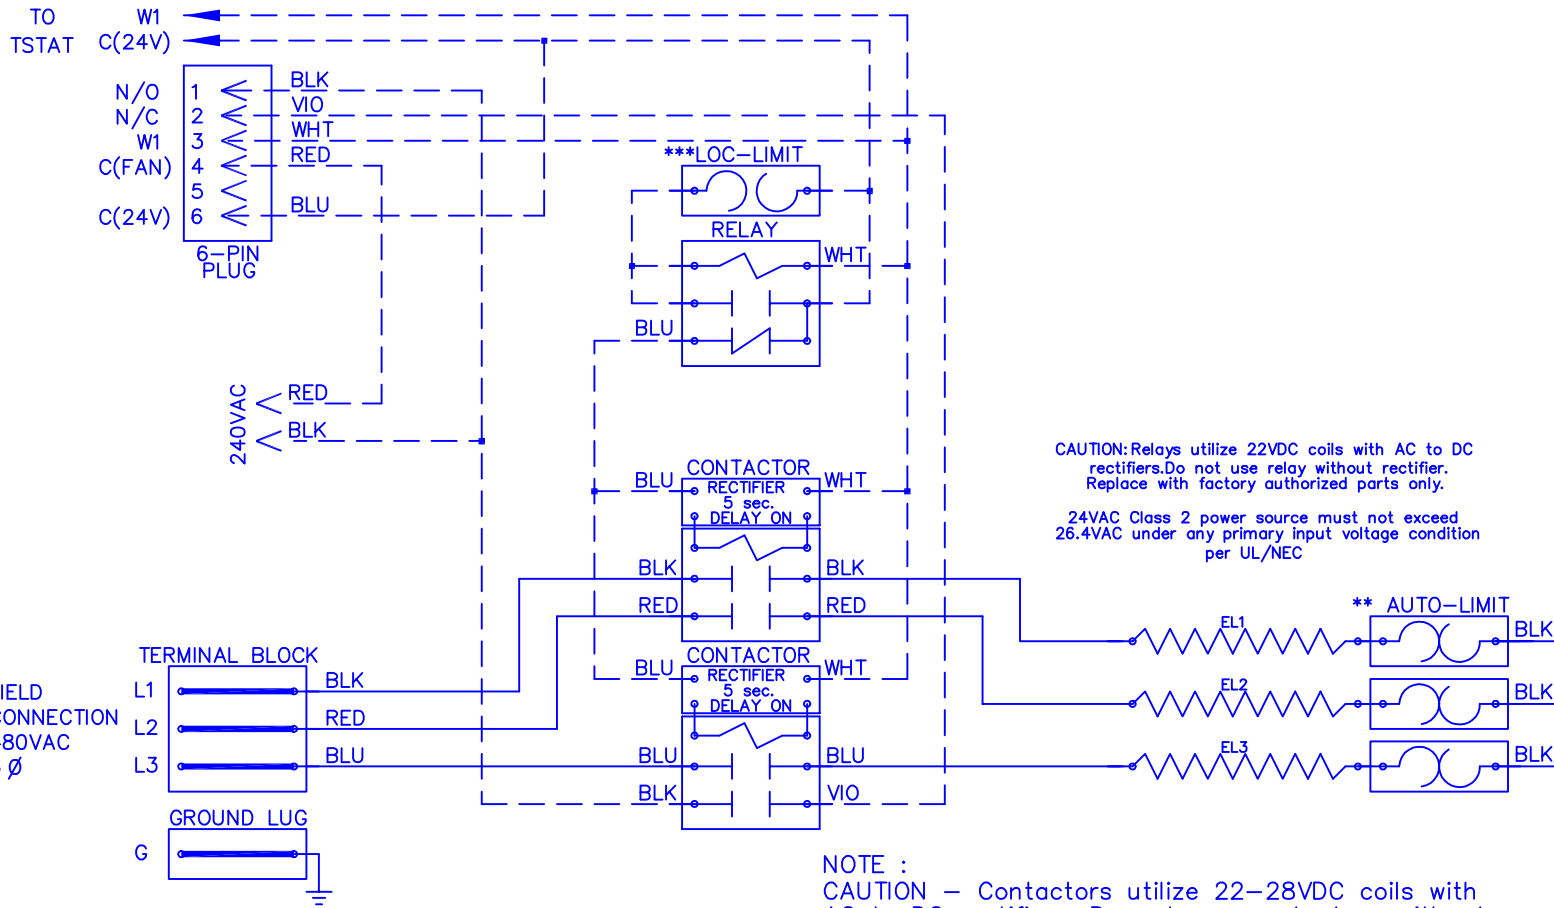 TO W1
TSTAT C(24V)
N/O 1 BLK
N/C 2 VIO
W1 3 WHT
C(FAN) 4 RED
5
C(24V) 6 BLU
6-PIN
PLUG
***LOC-LIMIT
RELAY
WHT
BLU
240VAC
RED
BLK
CONTACTOR
BLU RECTIFIER WHT
5 sec.
DELAY ON
BLK BLK
RED RED
CONTACTOR
BLU RECTIFIER WHT
5 sec.
DELAY ON
BLU BLU
BLK VIO
CAUTION: Relays utilize 22VDC coils with AC to DC
rectifiers.Do not use relay without rectifier.
Replace with factory authorized parts only.
24VAC Class 2 power source must not exceed
26.4VAC under any primary input voltage condition
per UL/NEC
** AUTO-LIMIT
EL1 BLK
EL2 BLK
EL3 BLK
TERMINAL BLOCK
L1 BLK
L2 RED
L3 BLU
IELD
CONNECTION
480VAC
Ø
GROUND LUG
G
NOTE :
CAUTION - Contactors utilize 22-28VDC coils with